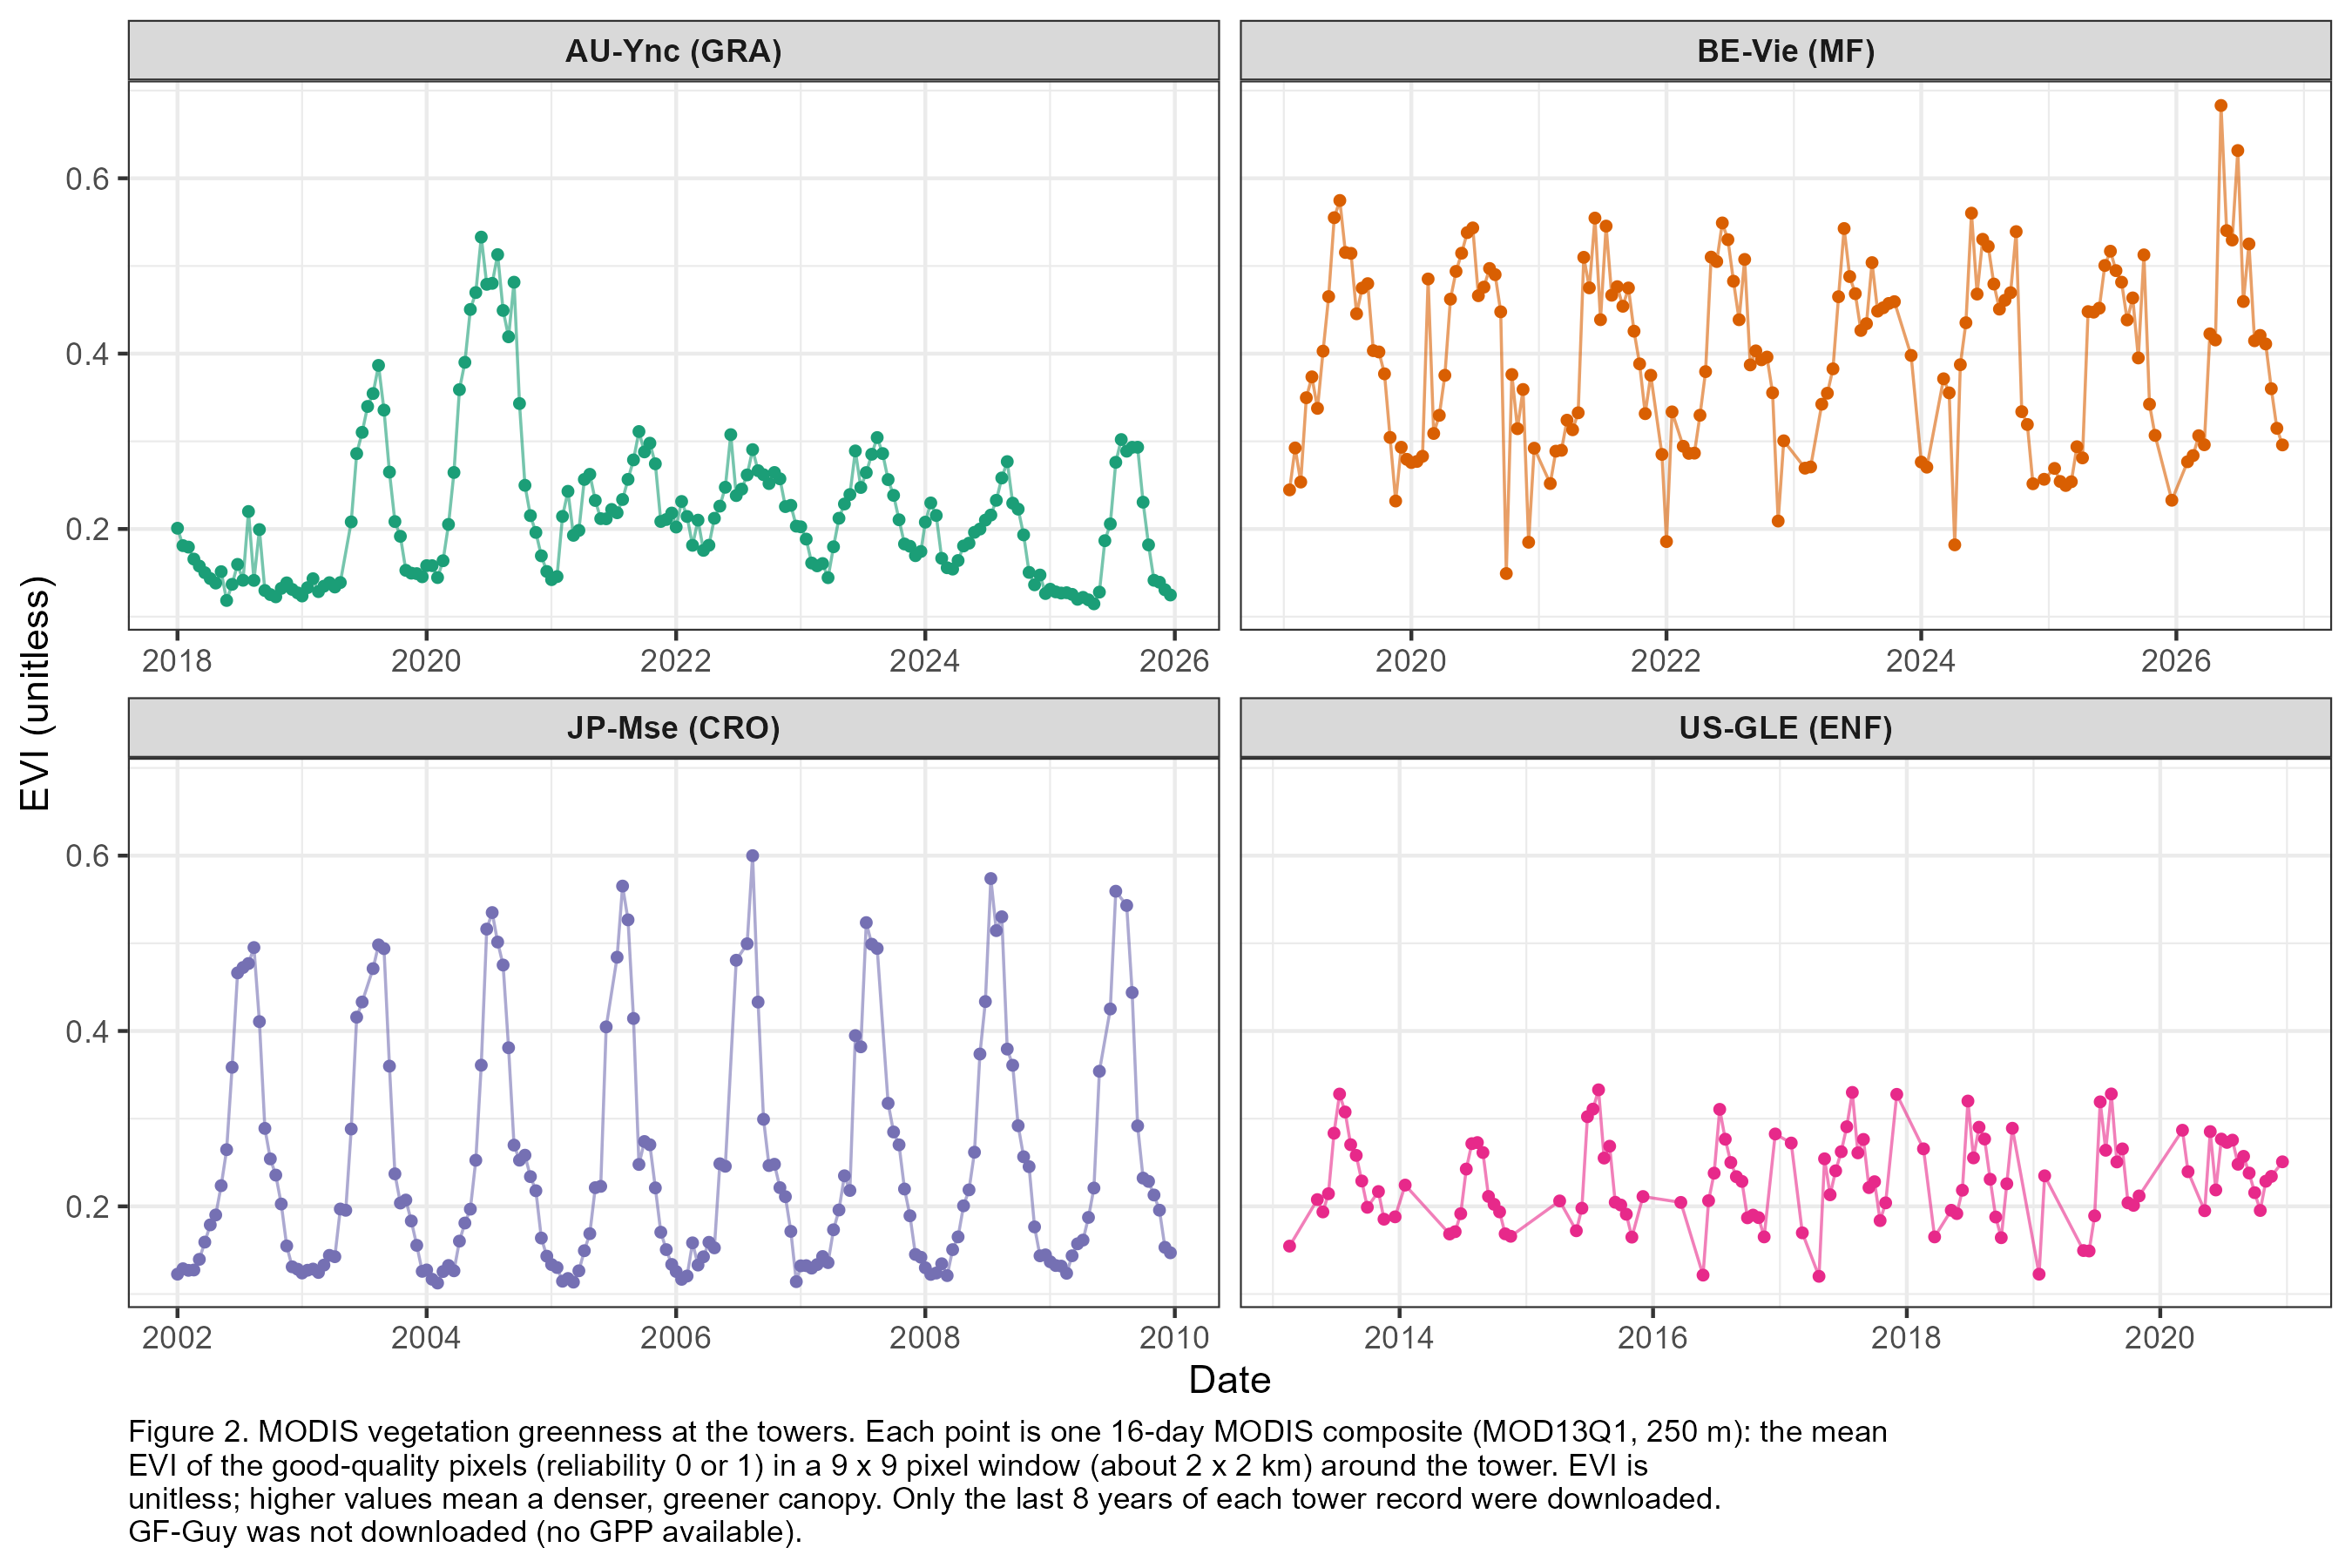 AU-Ync (GRA)
BE-Vie (MF)
0.6
0.4
0.2
2018 2020 2022 2024 2026
2020 2022 2024 2026
EVI (unitless)
JP-Mse (CRO)
US-GLE (ENF)
0.6
0.4
0.2
2002 2004 2006 2008 2010
2014 2016 2018 2020
Date
Figure 2. MODIS vegetation greenness at the towers. Each point is one 16-day MODIS composite (MOD13Q1, 250 m): the mean
EVI of the good-quality pixels (reliability 0 or 1) in a 9 x 9 pixel window (about 2 x 2 km) around the tower. EVI is
unitless; higher values mean a denser, greener canopy. Only the last 8 years of each tower record were downloaded.
GF-Guy was not downloaded (no GPP available).